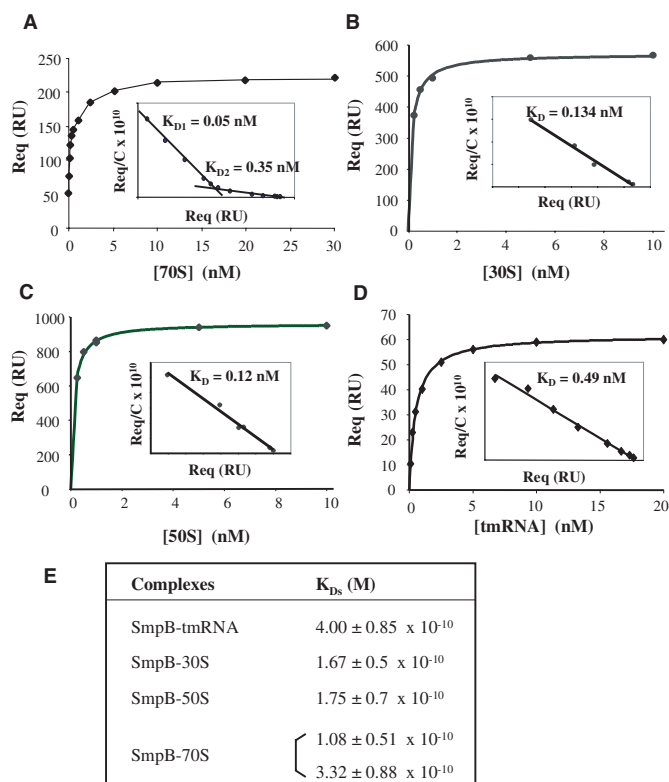 A
250
200
150
100
50
0
Req (RU)
0 5 10 15 20 25 30
[70S] (nM)
Req/C x 10^10
K_D1 = 0.05 nM
K_D2 = 0.35 nM
Req (RU)
B
600
500
400
300
200
100
0
Req (RU)
0 2 4 6 8 10
[30S] (nM)
Req/C x 10^10
K_D = 0.134 nM
Req (RU)
C
1000
800
600
400
200
0
Req (RU)
0 2 4 6 8 10
[50S] (nM)
Req/C x 10^10
K_D = 0.12 nM
Req (RU)
D
70
60
50
40
30
20
10
0
Req (RU)
0 5 10 15 20
[tmRNA] (nM)
Req/C x 10^10
K_D = 0.49 nM
Req (RU)
E
Complexes K_Ds (M)
SmpB-tmRNA 4.00 ± 0.85 x 10^-10
SmpB-30S 1.67 ± 0.5 x 10^-10
SmpB-50S 1.75 ± 0.7 x 10^-10
SmpB-70S
1.08 ± 0.51 x 10^-10
3.32 ± 0.88 x 10^-10